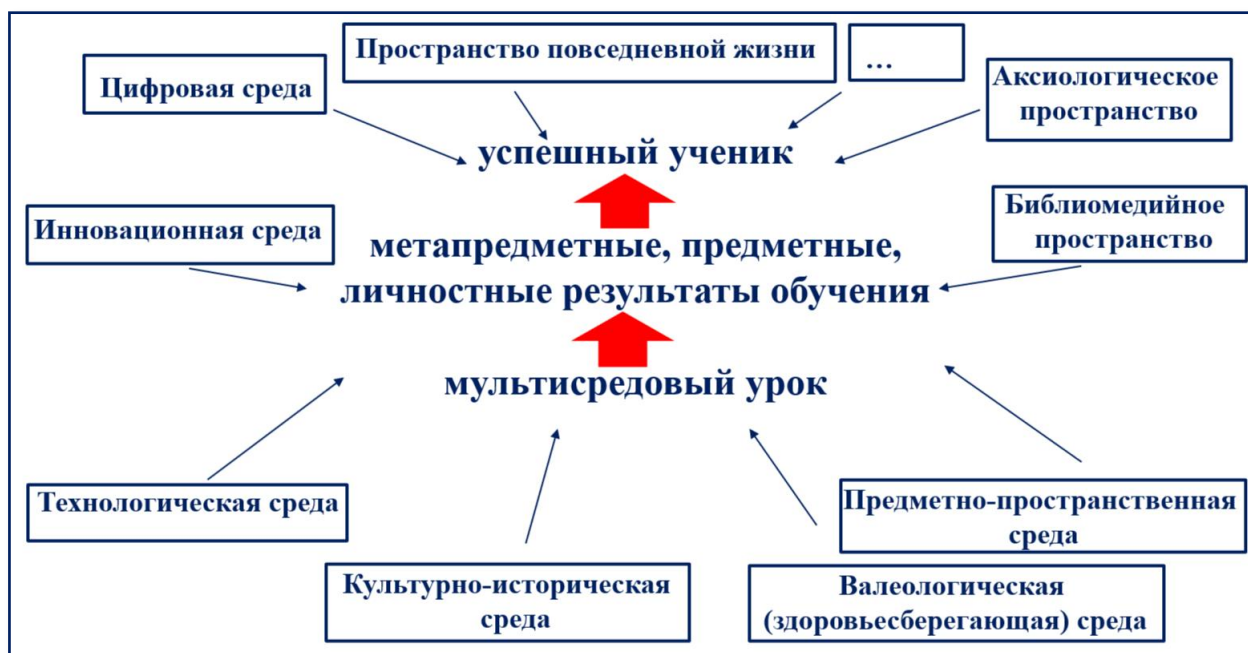 Пространство повседневной жизни
...
Цифровая среда
Аксиологическое
пространство
успешный ученик
Инновационная среда
Библиомедийное
пространство
метапредметные, предметные,
личностные результаты обучения
мультисредовый урок
Технологическая среда
Предметно-пространственная
среда
Культурно-историческая
среда
Валеологическая
(здоровьесберегающая) среда